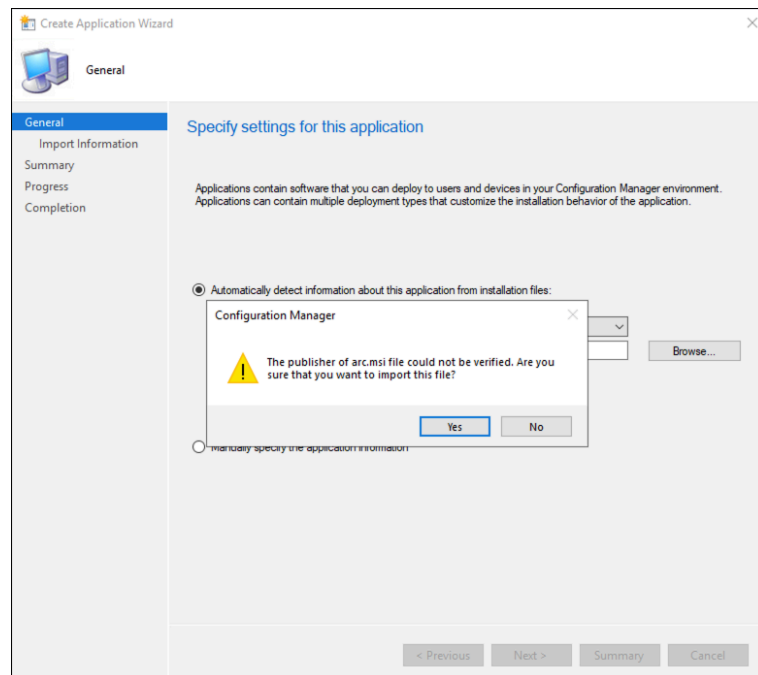 Create Application Wizard
General
General
Import Information
Summary
Progress
Completion
Specify settings for this application
Applications contain software that you can deploy to users and devices in your Configuration Manager environment.
Applications can contain multiple deployment types that customize the installation behavior of the application.
Automatically detect information about this application from installation files:
Configuration Manager
The publisher of arc.msi file could not be verified. Are you
sure that you want to import this file?
Yes
No
Browse...
Manually specify the application information
< Previous
Next >
Summary
Cancel